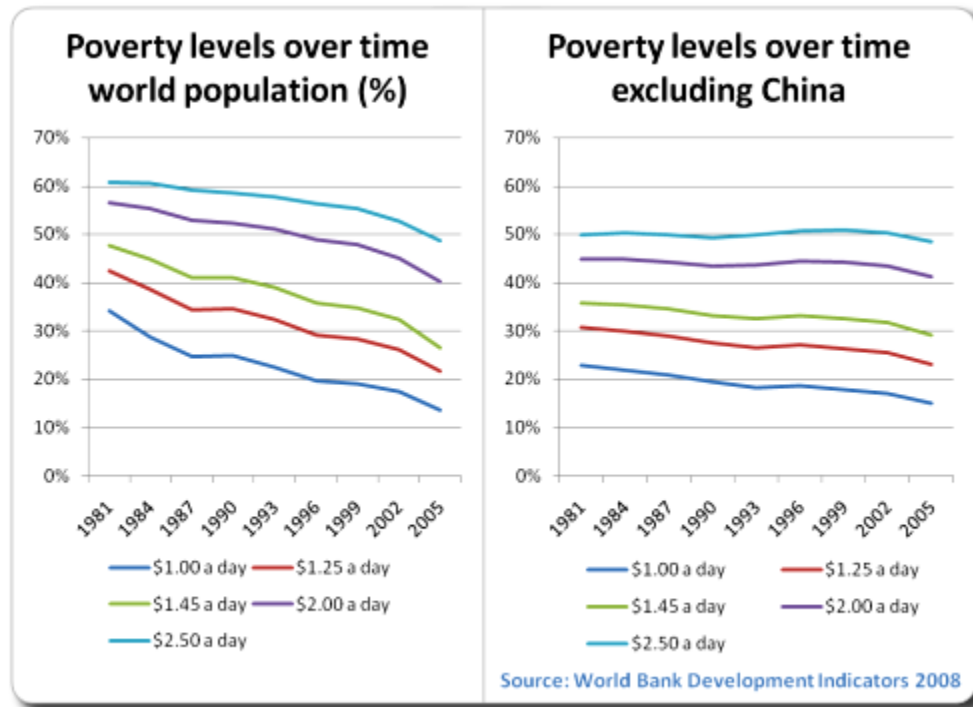 Poverty levels over time
world population (%)
70%
60%
50%
40%
30%
20%
10%
0%
1981
1984
1987
1990
1993
1996
1999
2002
2005
$1.00 a day
$1.25 a day
$1.45 a day
$2.00 a day
$2.50 a day
Poverty levels over time
excluding China
70%
60%
50%
40%
30%
20%
10%
0%
1981
1984
1987
1990
1993
1996
1999
2002
2005
$1.00 a day
$1.25 a day
$1.45 a day
$2.00 a day
$2.50 a day
Source: World Bank Development Indicators 2008